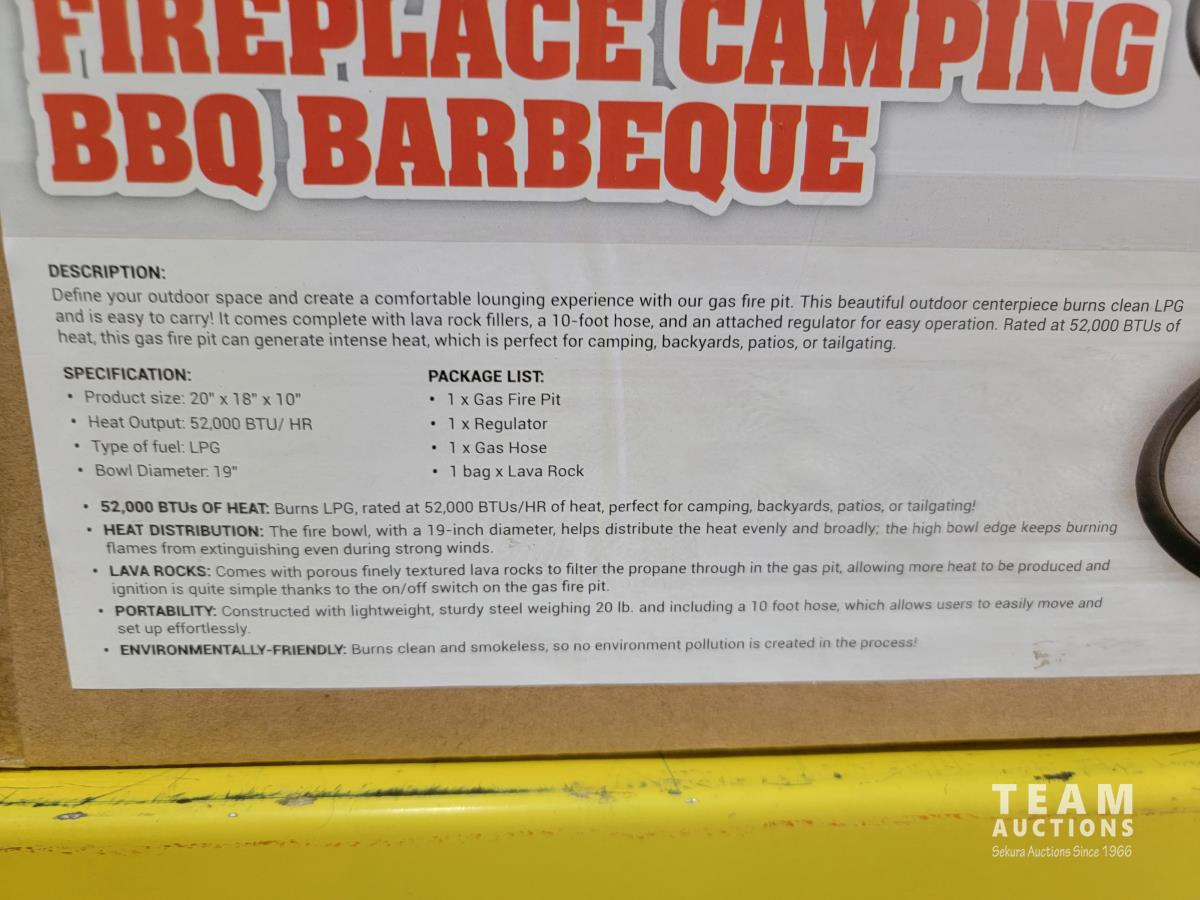 FIREPLACE CAMPING
BBQ BARBEQUE
DESCRIPTION:
Define your outdoor space and create a comfortable lounging experience with our gas fire pit. This beautiful outdoor centerpiece burns clean LPG
and is easy to carry! It comes complete with lava rock fillers, a 10-foot hose, and an attached regulator for easy operation. Rated at 52,000 BTUs of
heat, this gas fire pit can generate intense heat, which is perfect for camping, backyards, patios, or tailgating.
SPECIFICATION:
• Product size: 20" x 18" x 10"
• Heat Output: 52,000 BTU/ HR
• Type of fuel: LPG
• Bowl Diameter: 19"
PACKAGE LIST:
• 1 x Gas Fire Pit
• 1 x Regulator
• 1 x Gas Hose
• 1 bag x Lava Rock
• 52,000 BTUs OF HEAT: Burns LPG, rated at 52,000 BTUs/HR of heat, perfect for camping, backyards, patios, or tailgating!
• HEAT DISTRIBUTION: The fire bowl, with a 19-inch diameter, helps distribute the heat evenly and broadly; the high bowl edge keeps burning
flames from extinguishing even during strong winds.
• LAVA ROCKS: Comes with porous finely textured lava rocks to filter the propane through in the gas pit, allowing more heat to be produced and
ignition is quite simple thanks to the on/off switch on the gas fire pit.
• PORTABILITY: Constructed with lightweight, sturdy steel weighing 20 lb. and including a 10 foot hose, which allows users to easily move and
set up effortlessly.
• ENVIRONMENTALLY-FRIENDLY: Burns clean and smokeless, so no environment pollution is created in the process!
TEAM
AUCTIONS
Sekura Auctions Since 1966